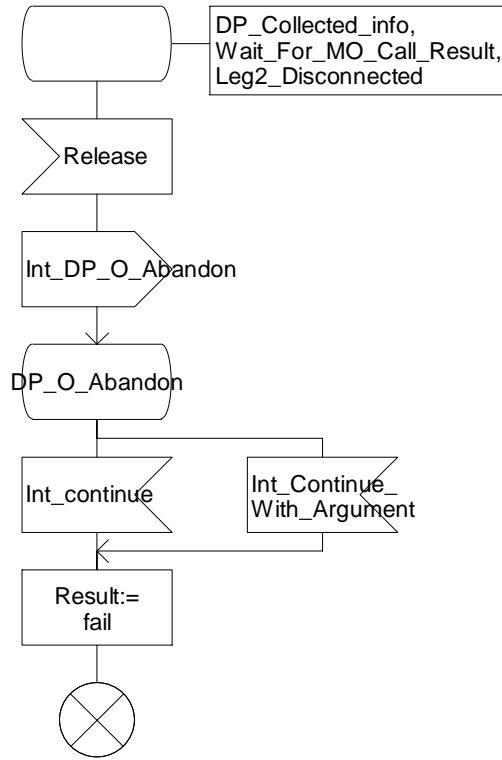 DP_Collected_info,
Wait_For_MO_Call_Result,
Leg2_Disconnected
Release
Int_DP_O_Abandon
DP_O_Abandon
Int_continue
Int_Continue_
With_Argument
Result:=
fail